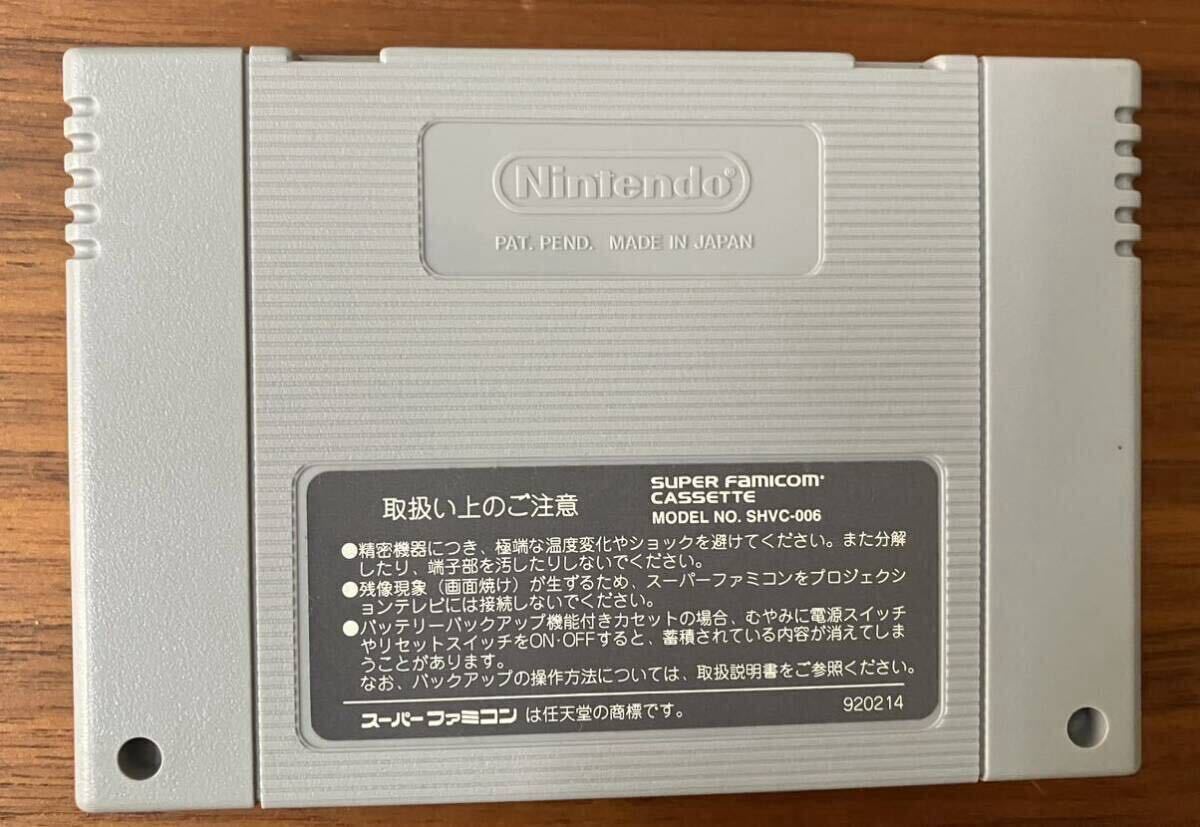 Nintendo®
PAT. PEND. MADE IN JAPAN
取扱い上のご注意
SUPER Famicom
CASSETTE
MODEL NO. SHVC-006
●精密機器につき、極端な温度変化やショックを避けてください。また分解
したり、端子部を汚したりしないでください。
●残像現象（画面焼け）が生ずるため、スーパーファミコンをプロジェクシ
ョンテレビには接続しないでください。
●バッテリーバックアップ機能付きカセットの場合、むやみに電源スイッチ
やリセットスイッチをON・OFFすると、蓄積されている内容が消えてしま
うことがあります。
なお、バックアップの操作方法については、取扱説明書をご参照ください。
スーパーファミコン は任天堂の商標です。
920214